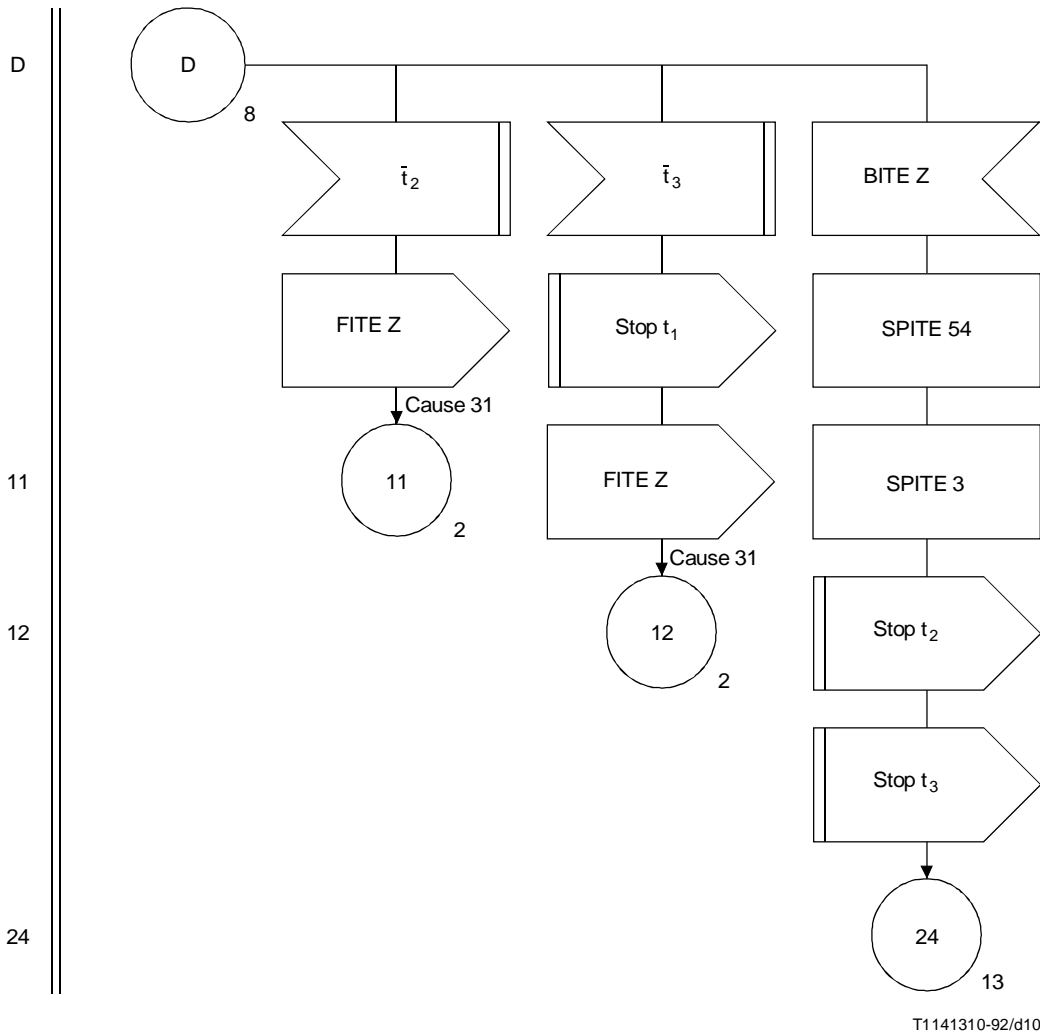 D
D
8
t̄2
t̄3
BITE Z
FITE Z
Stop t1
SPITE 54
Cause 31
11
11
2
FITE Z
SPITE 3
Cause 31
12
12
2
Stop t2
Stop t3
24
24
13
T1141310-92/d10